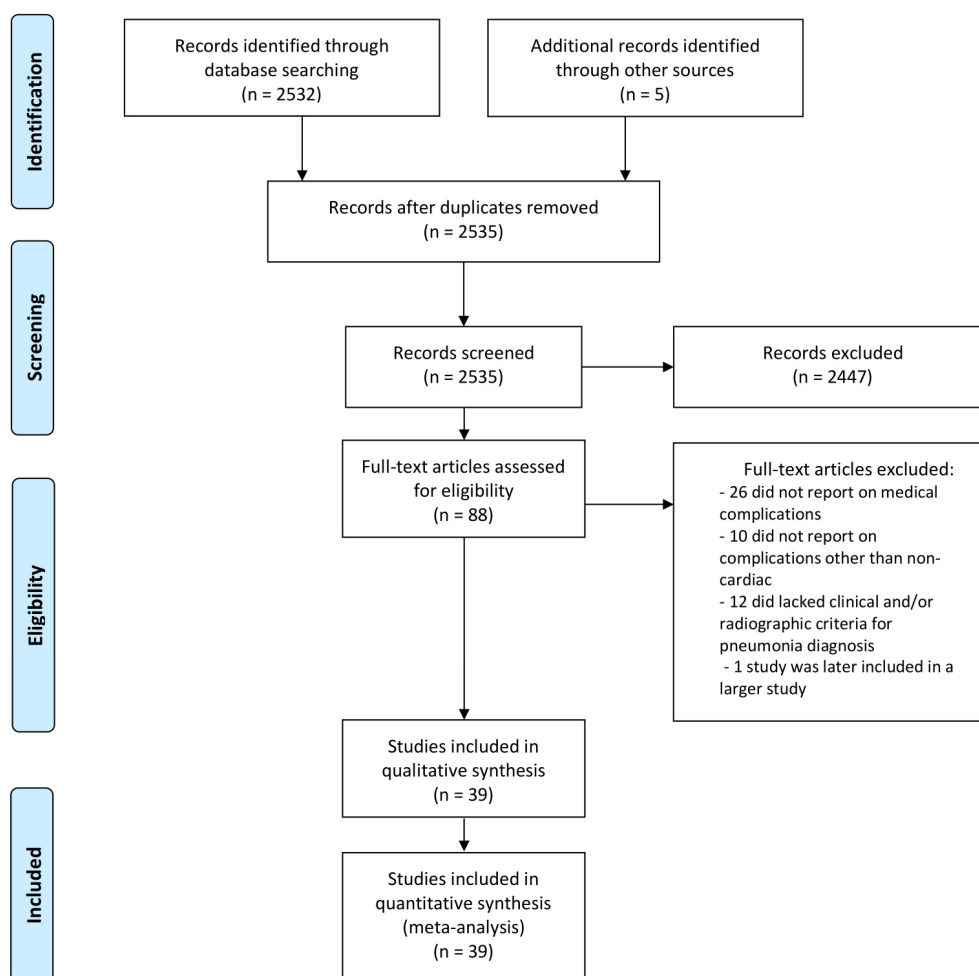 Identification
Records identified through
database searching
(n = 2532)
Additional records identified
through other sources
(n = 5)
Records after duplicates removed
(n = 2535)
Screening
Records screened
(n = 2535)
Records excluded
(n = 2447)
Eligibility
Full-text articles assessed
for eligibility
(n = 88)
Full-text articles excluded:
- 26 did not report on medical
complications
- 10 did not report on
complications other than non-
cardiac
- 12 did lacked clinical and/or
radiographic criteria for
pneumonia diagnosis
- 1 study was later included in a
larger study
Studies included in
qualitative synthesis
(n = 39)
Included
Studies included in
quantitative synthesis
(meta-analysis)
(n = 39)